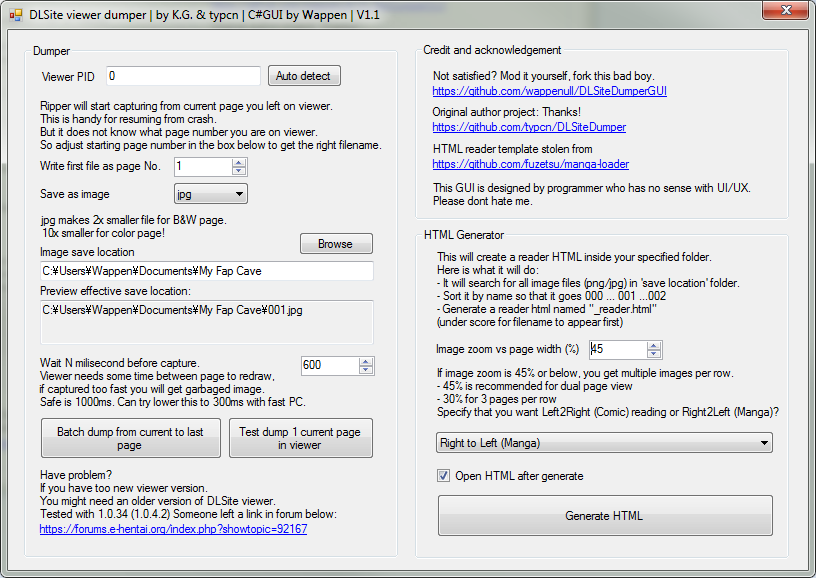 DLSite viewer dumper | by K.G. & typcn | C#GUI by Wappen | V1.1
Dumper
Viewer PID
0
Auto detect
Ripper will start capturing from current page you left on viewer.
This is handy for resuming from crash.
But it does not know what page number you are on viewer.
So adjust starting page number in the box below to get the right filename.
Write first file as page No.
1
Save as image
jpg
jpg makes 2x smaller file for B&W page.
10x smaller for color page!
Image save location
Browse
C:¥Users¥Wappen¥Documents¥My Fap Cave
Preview effective save location:
C:¥Users¥Wappen¥Documents¥My Fap Cave¥001.jpg
Wait N milisecond before capture.
600
Viewer needs some time between page to redraw,
if captured too fast you will get garbaged image.
Safe is 1000ms. Can try lower this to 300ms with fast PC.
Batch dump from current to last
page
Test dump 1 current page
in viewer
Have problem?
If you have too new viewer version.
You might need an older version of DLSite viewer.
Tested with 1.0.34 (1.0.4.2) Someone left a link in forum below:
https://forums.e-hentai.org/index.php?showtopic=92167
Credit and acknowledgement
Not satisfied? Mod it yourself, fork this bad boy.
https://github.com/wappenull/DLSiteDumperGUI
Original author project: Thanks!
https://github.com/typcn/DLSiteDumper
HTML reader template stolen from
https://github.com/fuzetsu/manga-loader
This GUI is designed by programmer who has no sense with UI/UX.
Please dont hate me.
HTML Generator
This will create a reader HTML inside your specified folder.
Here is what it will do:
- It will search for all image files (png/jpg) in 'save location' folder.
- Sort it by name so that it goes 000 ... 001 ...002
- Generate a reader html named "_reader.html"
(under score for filename to appear first)
Image zoom vs page width (%)
45
If image zoom is 45% or below, you get multiple images per row.
- 45% is recommended for dual page view
- 30% for 3 pages per row
Specify that you want Left2Right (Comic) reading or Right2Left (Manga)?
Right to Left (Manga)
Open HTML after generate
Generate HTML